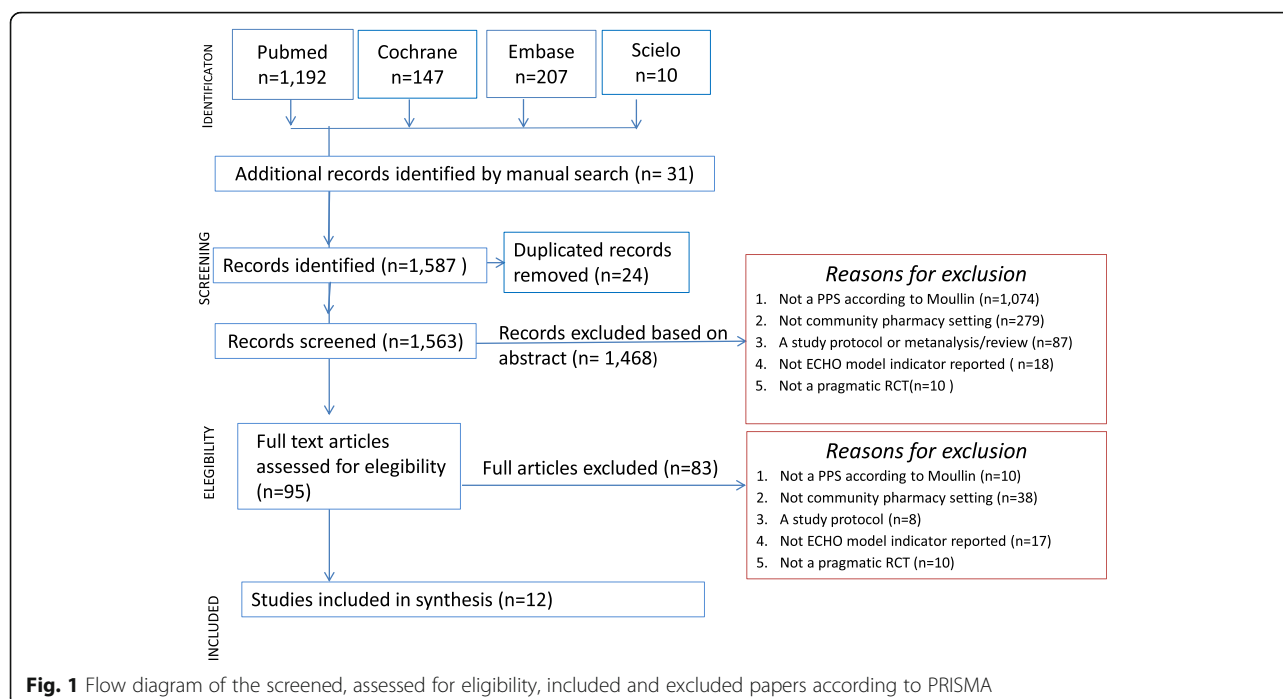 IDENTIFICATON
Pubmed
n=1,192
Cochrane
n=147
Embase
n=207
Scielo
n=10
Additional records identified by manual search (n= 31)
SCREENING
Records identified (n=1,587 )
Duplicated records
removed (n=24)
Records screened (n=1,563)
Records excluded based on
abstract (n= 1,468)
Reasons for exclusion
1. Not a PPS according to Moullin (n=1,074)
2. Not community pharmacy setting (n=279)
3. A study protocol or metanalysis/review (n=87)
4. Not ECHO model indicator reported ( n=18)
5. Not a pragmatic RCT(n=10 )
ELEGIBILITY
Full text articles
assessed for elegibility
(n=95)
Full articles excluded (n=83)
Reasons for exclusion
1. Not a PPS according to Moullin (n=10)
2. Not community pharmacy setting (n=38)
3. A study protocol (n=8)
4. Not ECHO model indicator reported (n=17)
5. Not a pragmatic RCT (n=10)
INCLUDED
Studies included in synthesis (n=12)
Fig. 1 Flow diagram of the screened, assessed for eligibility, included and excluded papers according to PRISMA